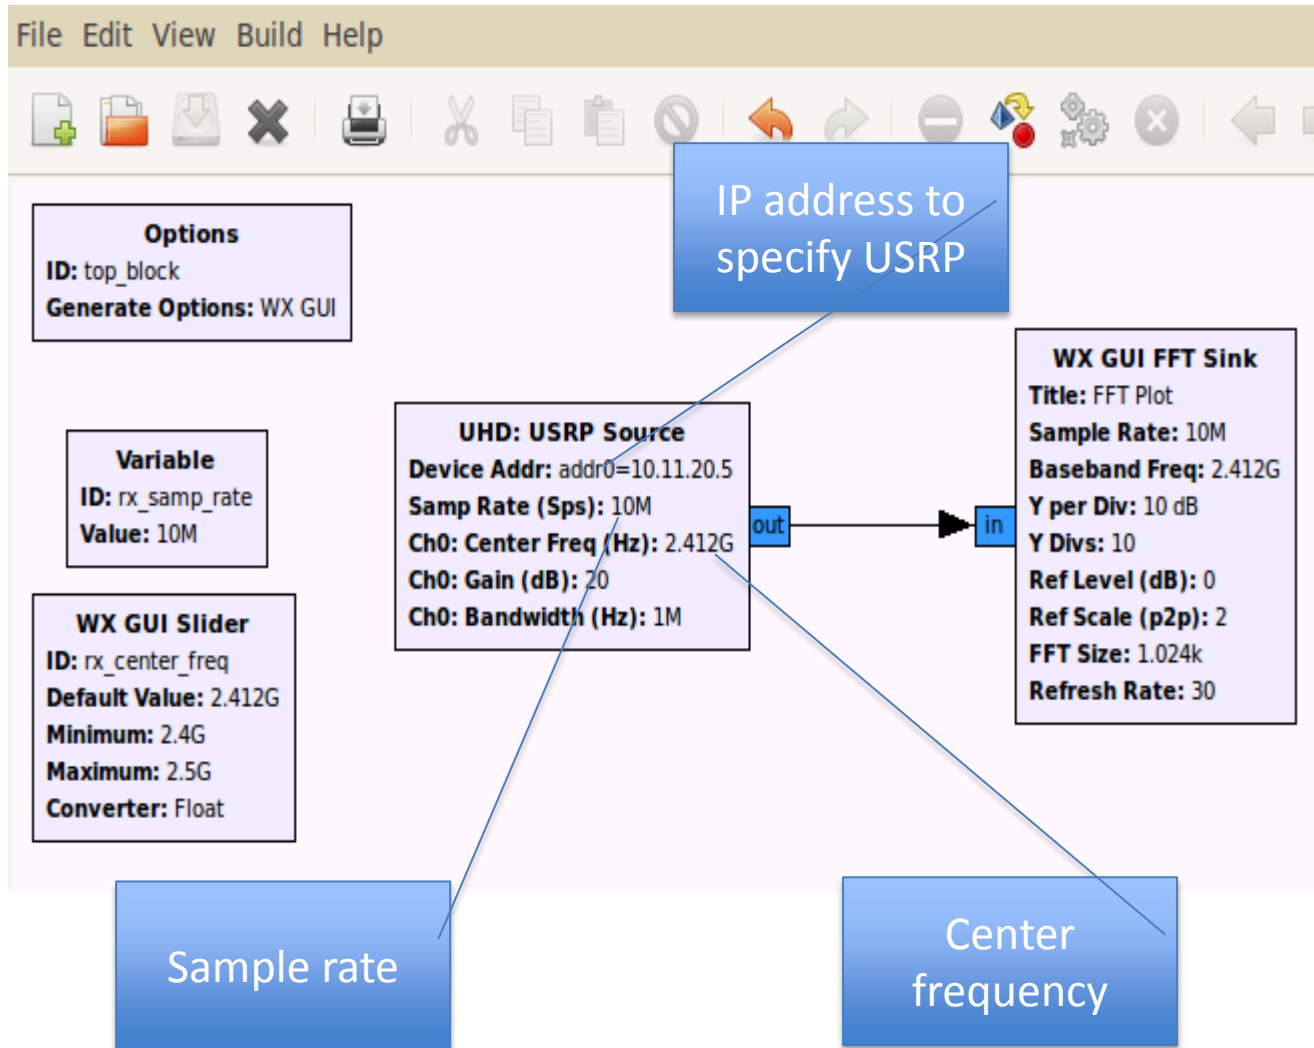 File Edit View Build Help
IP address to
specify USRP
Options
ID: top_block
Generate Options: WX GUI
Variable
ID: rx_samp_rate
Value: 10M
WX GUI Slider
ID: rx_center_freq
Default Value: 2.412G
Minimum: 2.4G
Maximum: 2.5G
Converter: Float
UHD: USRP Source
Device Addr: addr0=10.11.20.5
Samp Rate (Sps): 10M
Ch0: Center Freq (Hz): 2.412G
Ch0: Gain (dB): 20
Ch0: Bandwidth (Hz): 1M
out
in
WX GUI FFT Sink
Title: FFT Plot
Sample Rate: 10M
Baseband Freq: 2.412G
Y per Div: 10 dB
Y Divs: 10
Ref Level (dB): 0
Ref Scale (p2p): 2
FFT Size: 1.024k
Refresh Rate: 30
Sample rate
Center
frequency